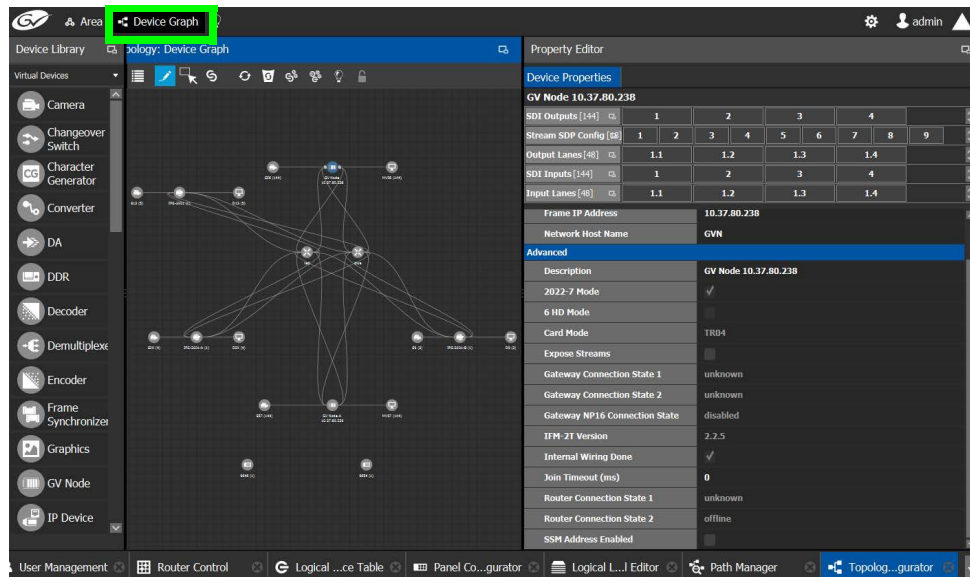 GV
Area
Device Graph
admin
Device Library
pology: Device Graph
Property Editor
Virtual Devices
Camera
Changeover
Switch
CG
Character
Generator
Converter
DA
DDR
Decoder
Demultiplexe
Encoder
Frame
Synchronizer
Graphics
GV Node
IP Device
Device Properties
GV Node 10.37.80.238
SDI Outputs [144] 1 2 3 4
Stream SDP Config [ 1 2 3 4 5 6 7 8 9
Output Lanes [48] 1.1 1.2 1.3 1.4
SDI Inputs [144] 1 2 3 4
Input Lanes [48] 1.1 1.2 1.3 1.4
Frame IP Address 10.37.80.238
Network Host Name GVN
Advanced
Description GV Node 10.37.80.238
2022-7 Mode
6 HD Mode
Card Mode TR04
Expose Streams
Gateway Connection State 1 unknown
Gateway Connection State 2 unknown
Gateway NP16 Connection State disabled
IFM-2T Version 2.2.5
Internal Wiring Done
Join Timeout (ms) 0
Router Connection State 1 unknown
Router Connection State 2 offline
SSM Address Enabled
User Management
Router Control
Logical ...ce Table
Panel Co...gurator
Logical L...l Editor
Path Manager
Topolog...gurator